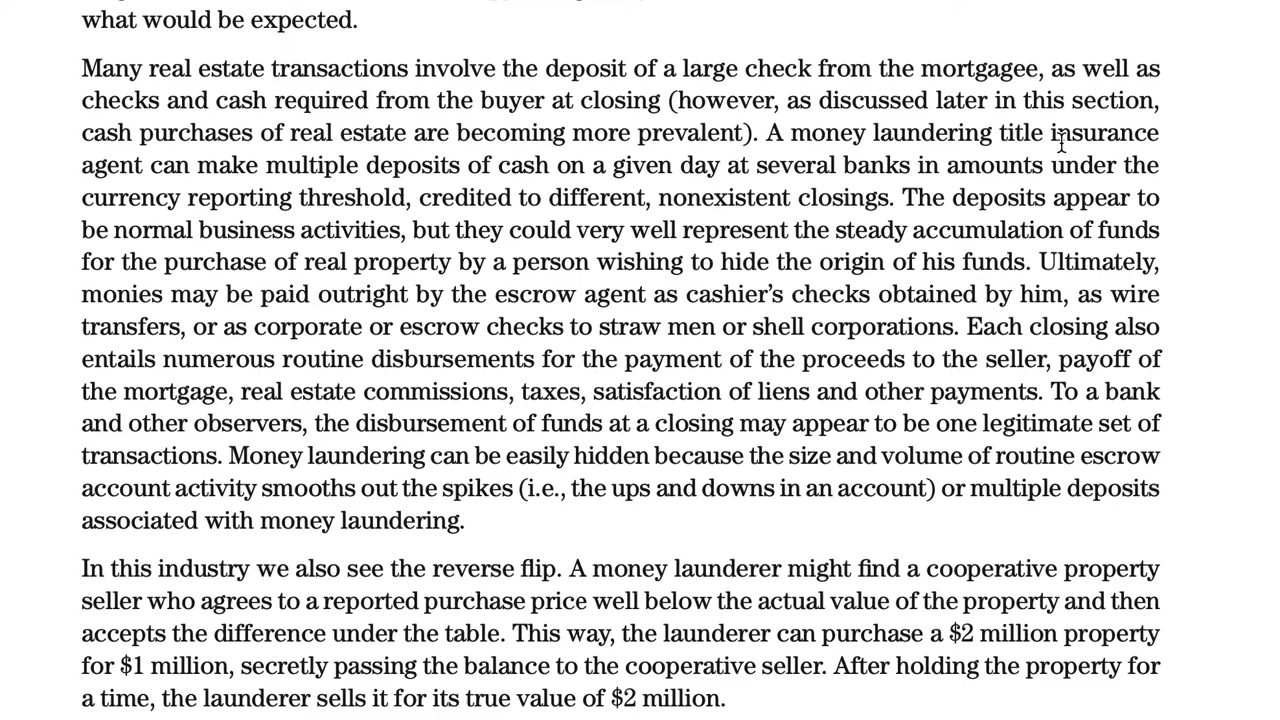 what would be expected.
Many real estate transactions involve the deposit of a large check from the mortgagee, as well as
checks and cash required from the buyer at closing (however, as discussed later in this section,
cash purchases of real estate are becoming more prevalent). A money laundering title insurance
agent can make multiple deposits of cash on a given day at several banks in amounts under the
currency reporting threshold, credited to different, nonexistent closings. The deposits appear to
be normal business activities, but they could very well represent the steady accumulation of funds
for the purchase of real property by a person wishing to hide the origin of his funds. Ultimately,
monies may be paid outright by the escrow agent as cashier’s checks obtained by him, as wire
transfers, or as corporate or escrow checks to straw men or shell corporations. Each closing also
entails numerous routine disbursements for the payment of the proceeds to the seller, payoff of
the mortgage, real estate commissions, taxes, satisfaction of liens and other payments. To a bank
and other observers, the disbursement of funds at a closing may appear to be one legitimate set of
transactions. Money laundering can be easily hidden because the size and volume of routine escrow
account activity smooths out the spikes (i.e., the ups and downs in an account) or multiple deposits
associated with money laundering.
In this industry we also see the reverse flip. A money launderer might find a cooperative property
seller who agrees to a reported purchase price well below the actual value of the property and then
accepts the difference under the table. This way, the launderer can purchase a $2 million property
for $1 million, secretly passing the balance to the cooperative seller. After holding the property for
a time, the launderer sells it for its true value of $2 million.